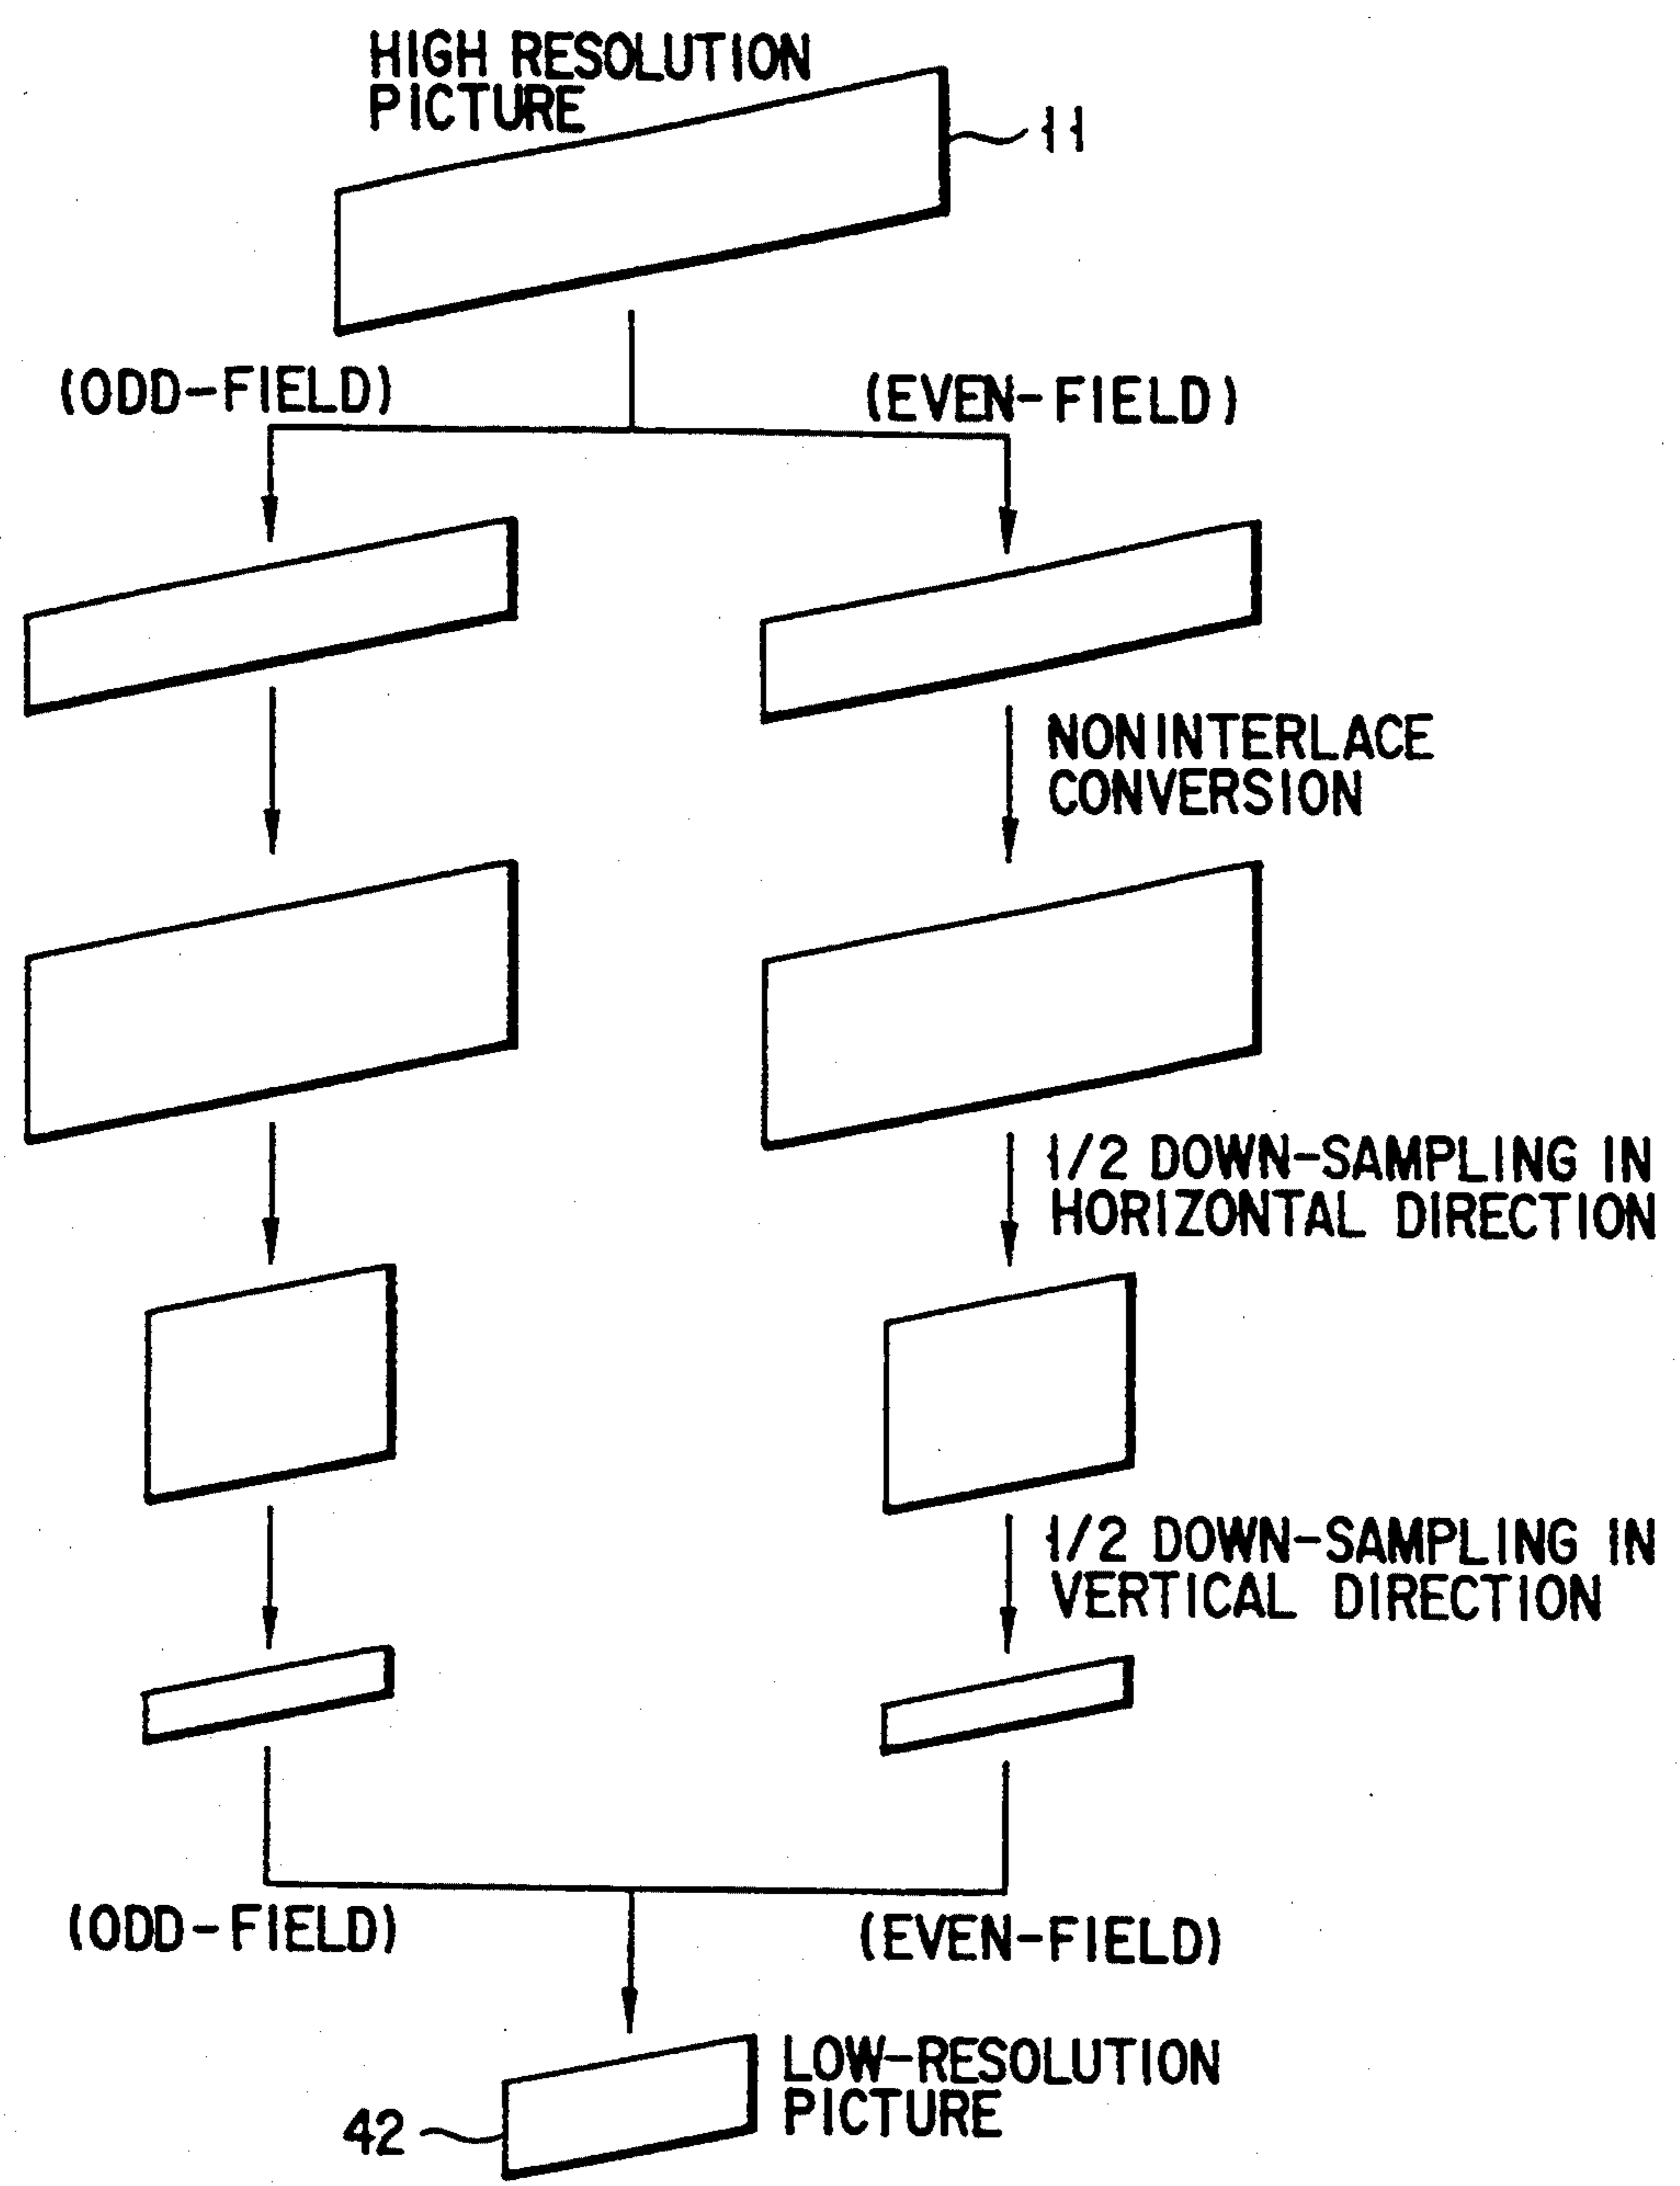 HIGH RESOLUTION
PICTURE
11
(ODD-FIELD)
(EVEN-FIELD)
NONINTERLACE
CONVERSION
1/2 DOWN-SAMPLING IN
HORIZONTAL DIRECTION
1/2 DOWN-SAMPLING IN
VERTICAL DIRECTION
(ODD-FIELD)
(EVEN-FIELD)
LOW-RESOLUTION
PICTURE
42